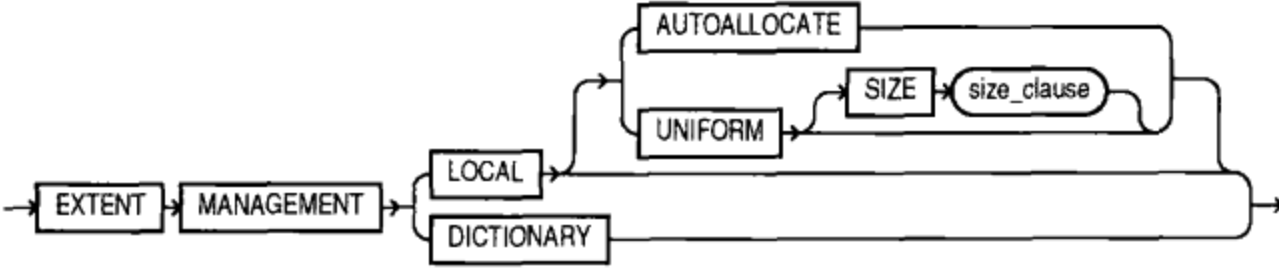 AUTOALLOCATE
SIZE size_clause
UNIFORM
LOCAL
EXTENT MANAGEMENT
DICTIONARY